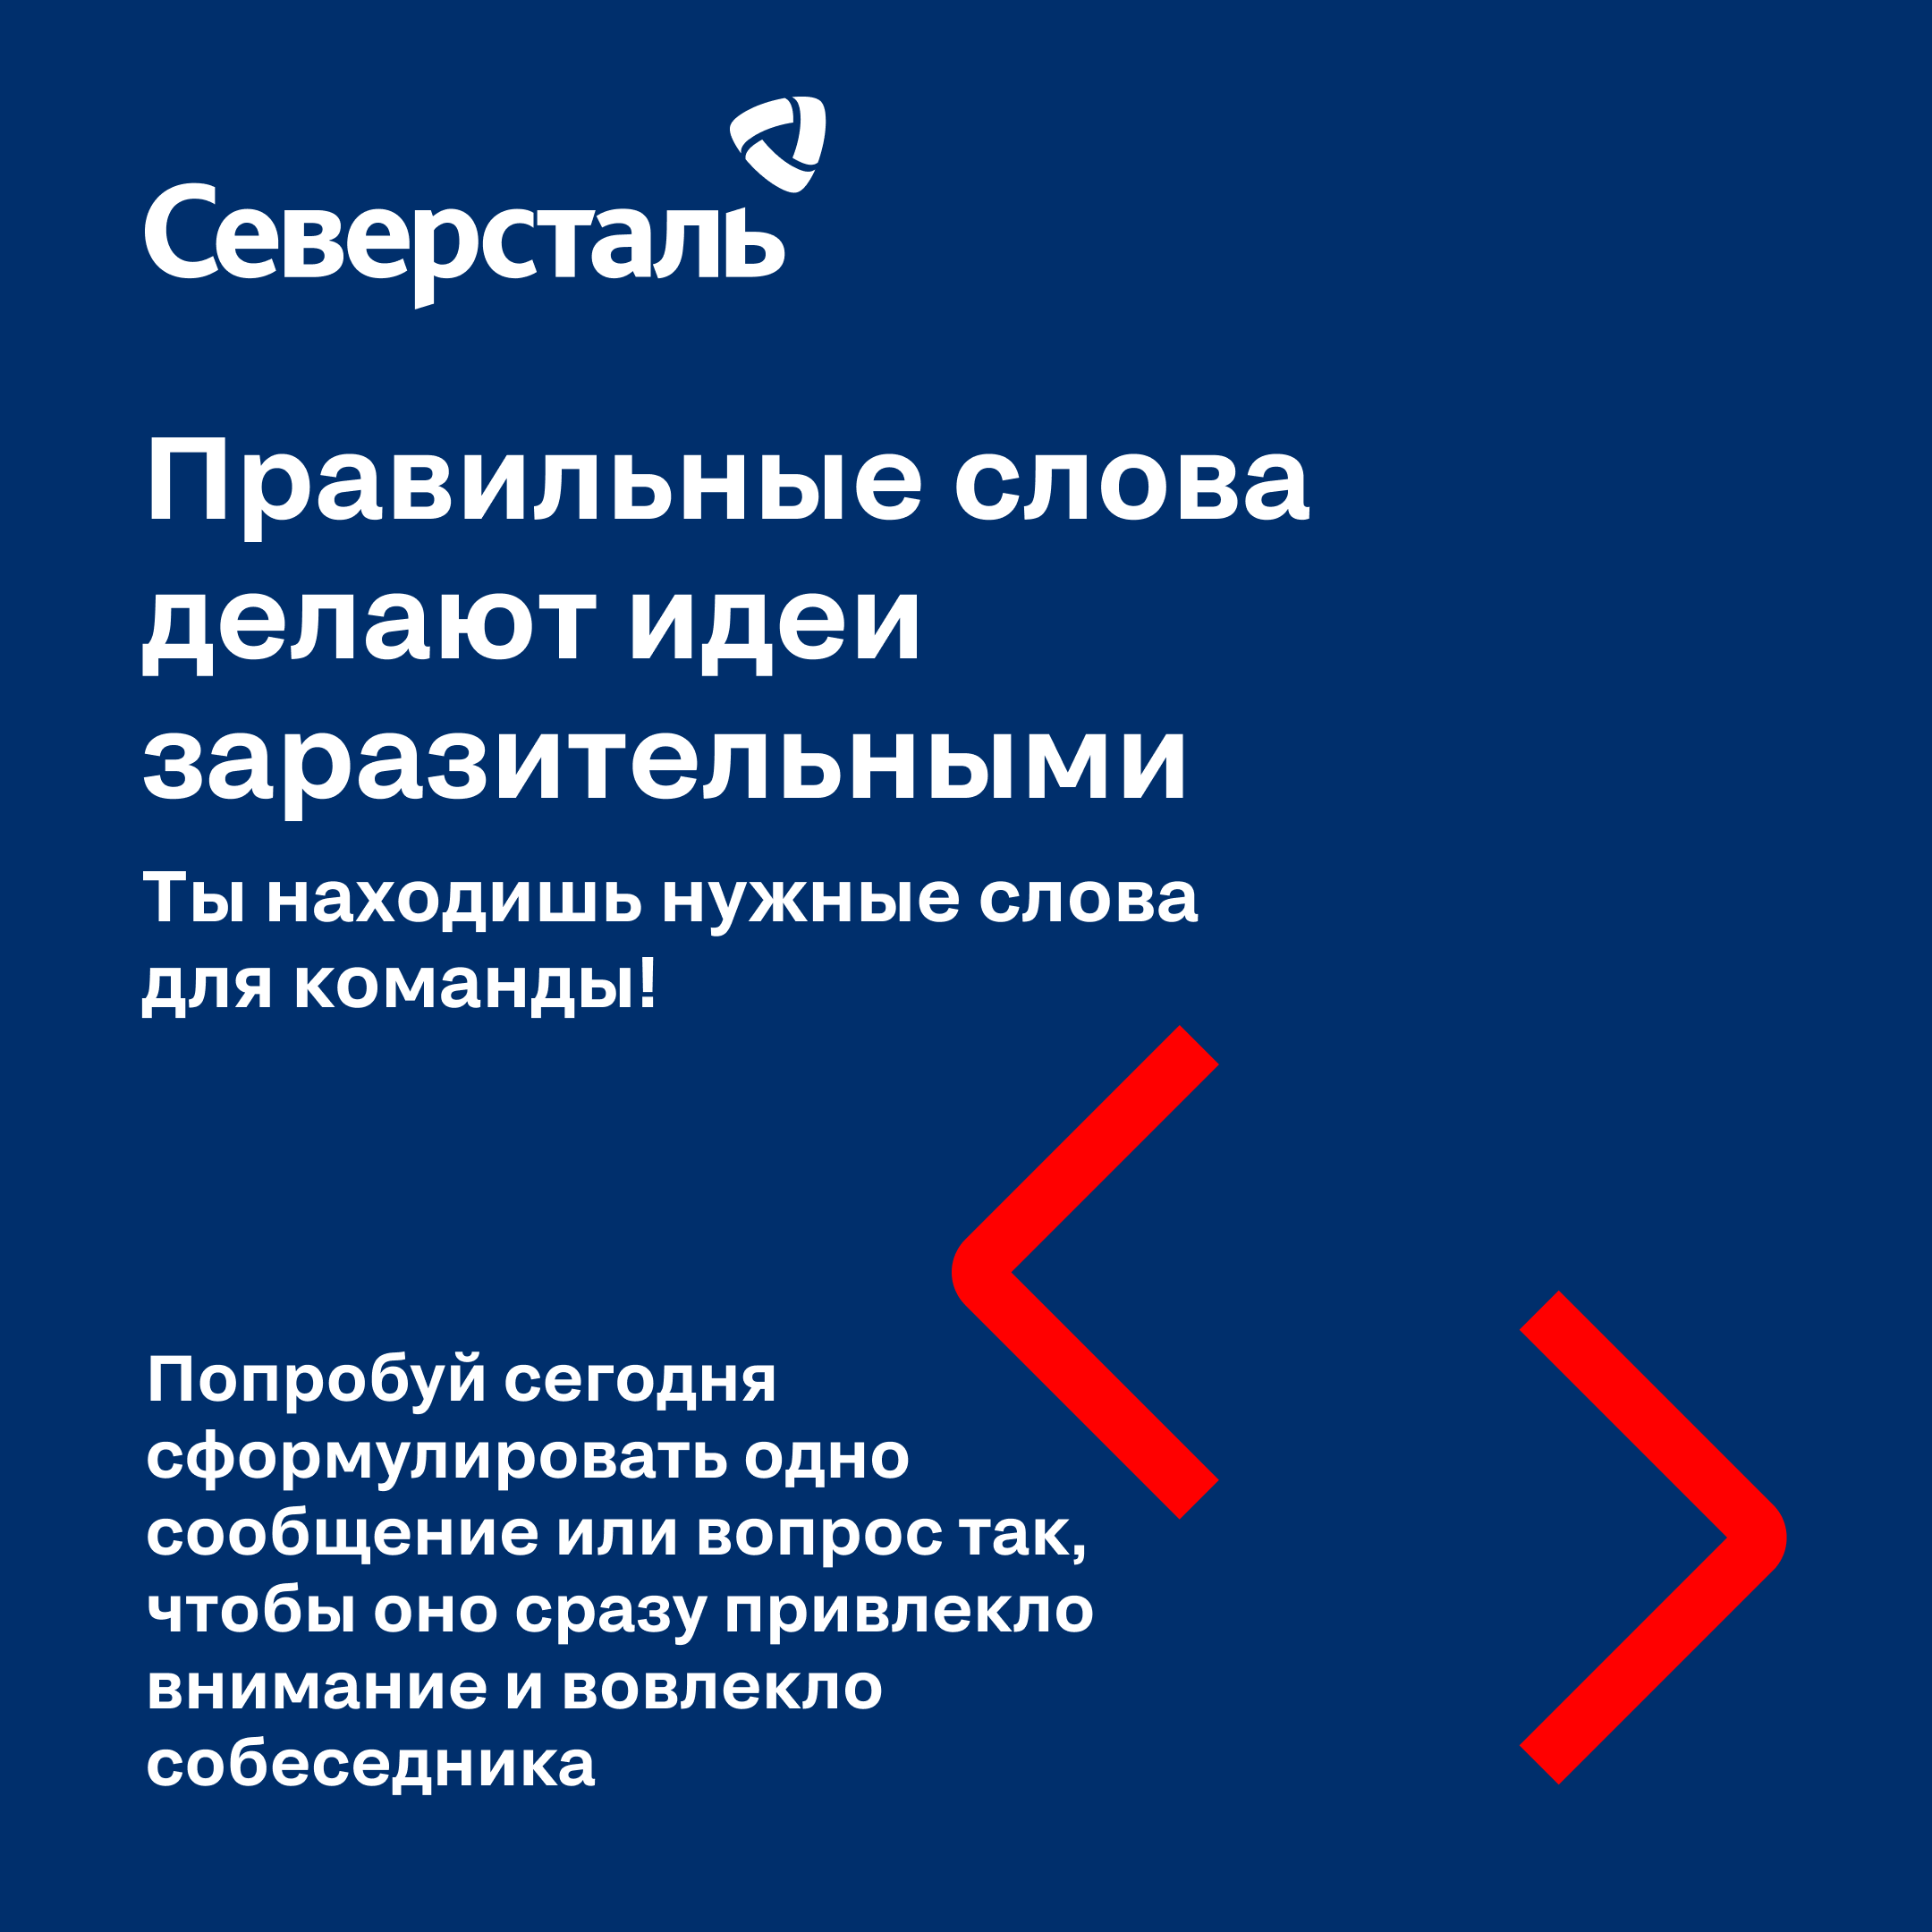 Северсталь
Правильные слова
делают идеи
заразительными
Ты находишь нужные слова
для команды!
Попробуй сегодня
сформулировать одно
сообщение или вопрос так,
чтобы оно сразу привлекло
внимание и вовлекло
собеседника